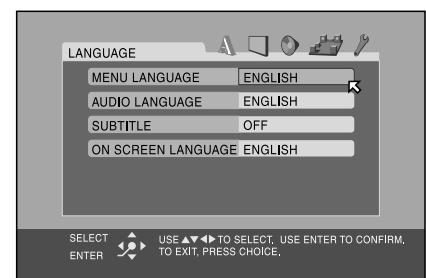 LANGUAGE
MENU LANGUAGE ENGLISH
AUDIO LANGUAGE ENGLISH
SUBTITLE OFF
ON SCREEN LANGUAGE ENGLISH
SELECT
ENTER
USE ▲▼◀▶ TO SELECT, USE ENTER TO CONFIRM,
TO EXIT, PRESS CHOICE,